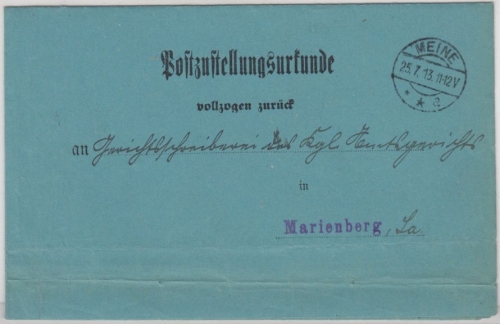 MEINE
25.7.13.11-12V
* * a
Postzustellungsurkunde
vollzogen zurück
an Gerichtsschreiberei des Kgl Amtsgerichts
in
Marienberg, Sa.